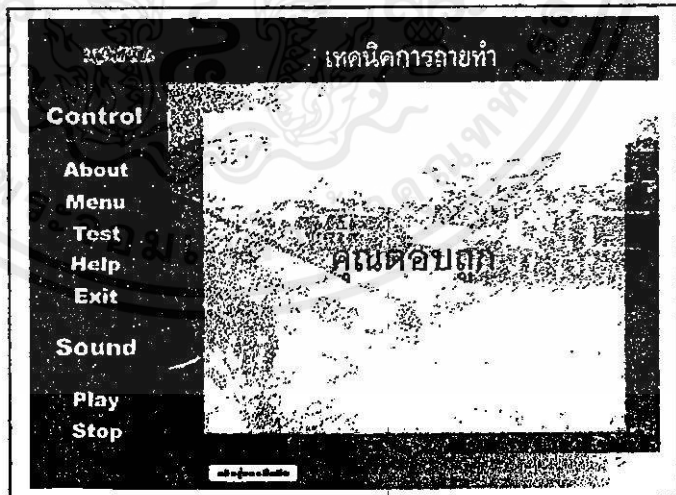 เทคนิคการถ่ายทำ
Control
About
Menu
Test
Help
Exit
Sound
Play
Stop
คุณตอบถูก